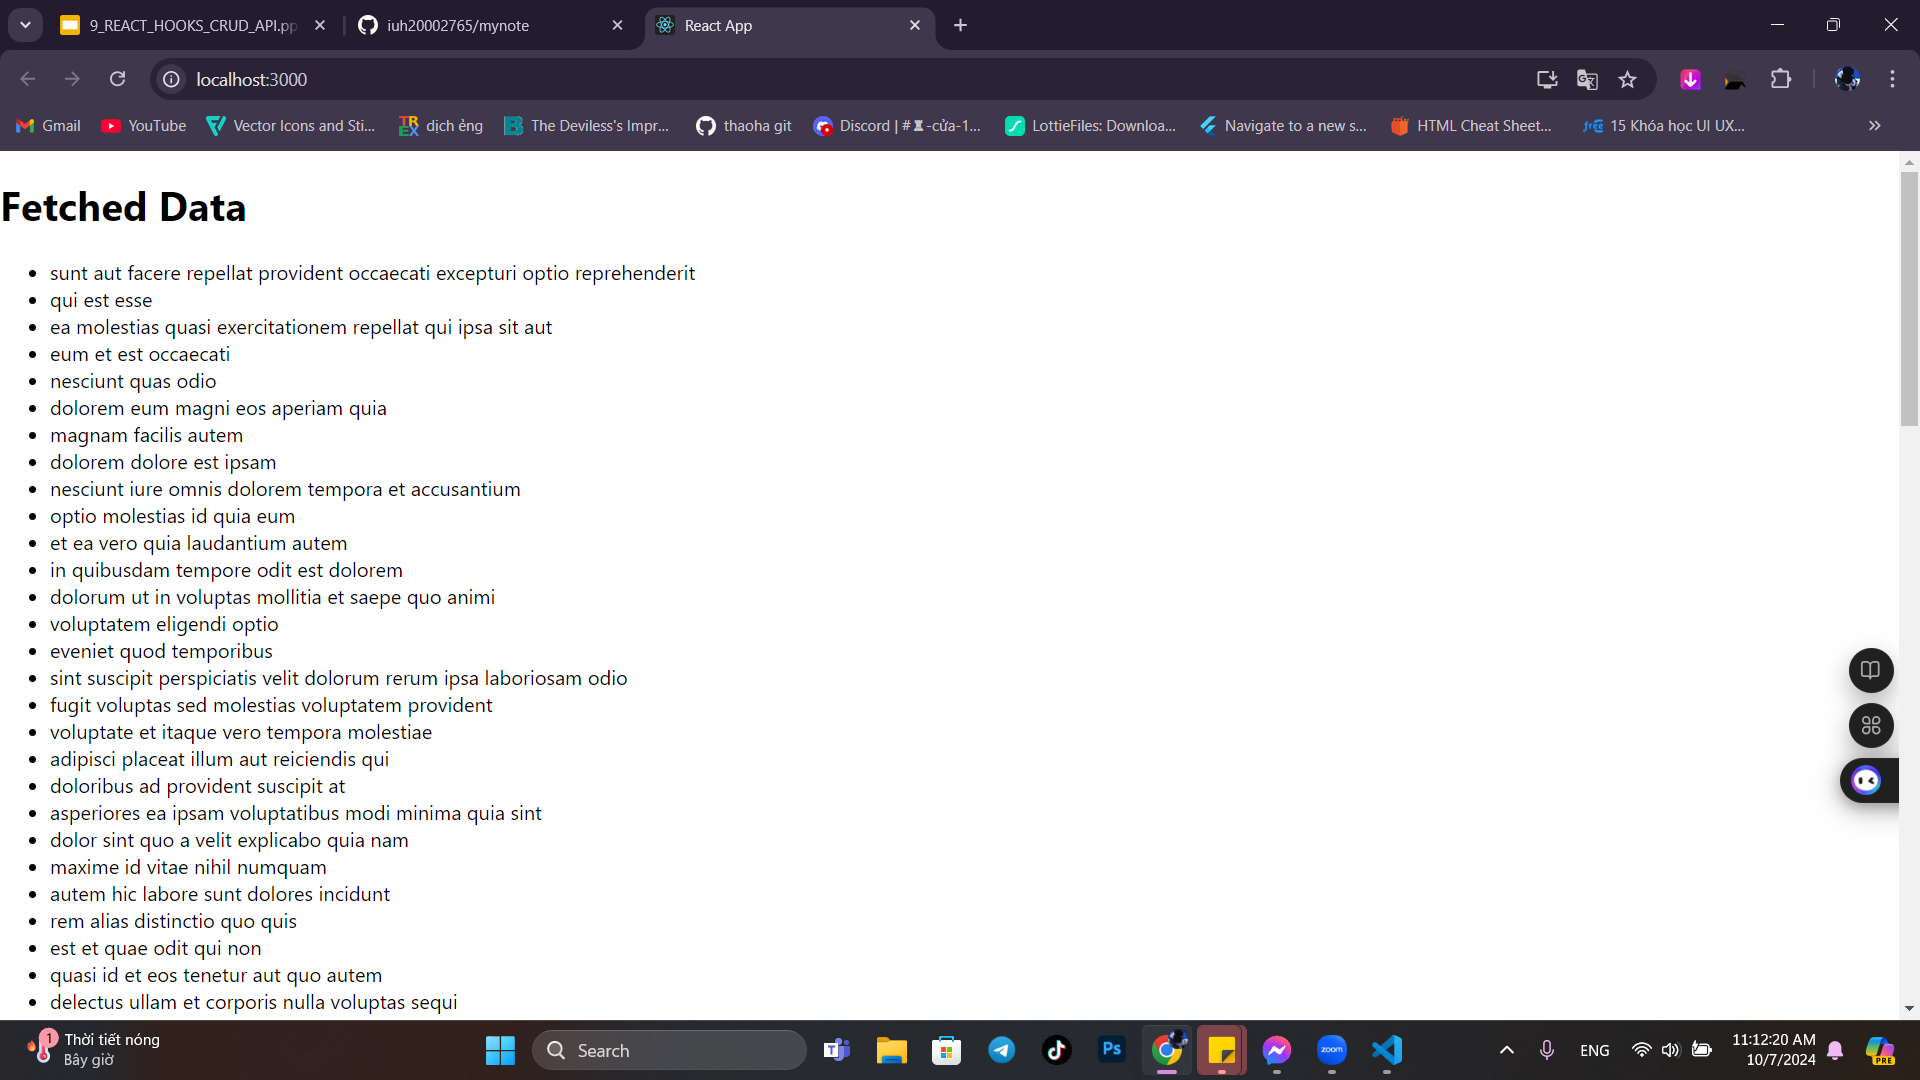 9_REACT_HOOKS_CRUD_API.pp
iuh20002765/mynote
React App
localhost:3000
Gmail
YouTube
Vector Icons and Sti...
dịch ẻng
The Deviless's Impr...
thaoha git
Discord | #♜-cửa-1...
LottieFiles: Downloa...
Navigate to a new s...
HTML Cheat Sheet...
15 Khóa học UI UX...
Fetched Data
• sunt aut facere repellat provident occaecati excepturi optio reprehenderit
• qui est esse
• ea molestias quasi exercitationem repellat qui ipsa sit aut
• eum et est occaecati
• nesciunt quas odio
• dolorem eum magni eos aperiam quia
• magnam facilis autem
• dolorem dolore est ipsam
• nesciunt iure omnis dolorem tempora et accusantium
• optio molestias id quia eum
• et ea vero quia laudantium autem
• in quibusdam tempore odit est dolorem
• dolorum ut in voluptas mollitia et saepe quo animi
• voluptatem eligendi optio
• eveniet quod temporibus
• sint suscipit perspiciatis velit dolorum rerum ipsa laboriosam odio
• fugit voluptas sed molestias voluptatem provident
• voluptate et itaque vero tempora molestiae
• adipisci placeat illum aut reiciendis qui
• doloribus ad provident suscipit at
• asperiores ea ipsam voluptatibus modi minima quia sint
• dolor sint quo a velit explicabo quia nam
• maxime id vitae nihil numquam
• autem hic labore sunt dolores incidunt
• rem alias distinctio quo quis
• est et quae odit qui non
• quasi id et eos tenetur aut quo autem
• delectus ullam et corporis nulla voluptas sequi
1
Thời tiết nóng
Bây giờ
Search
Ps
zoom
ENG
11:12:20 AM
10/7/2024
PRE